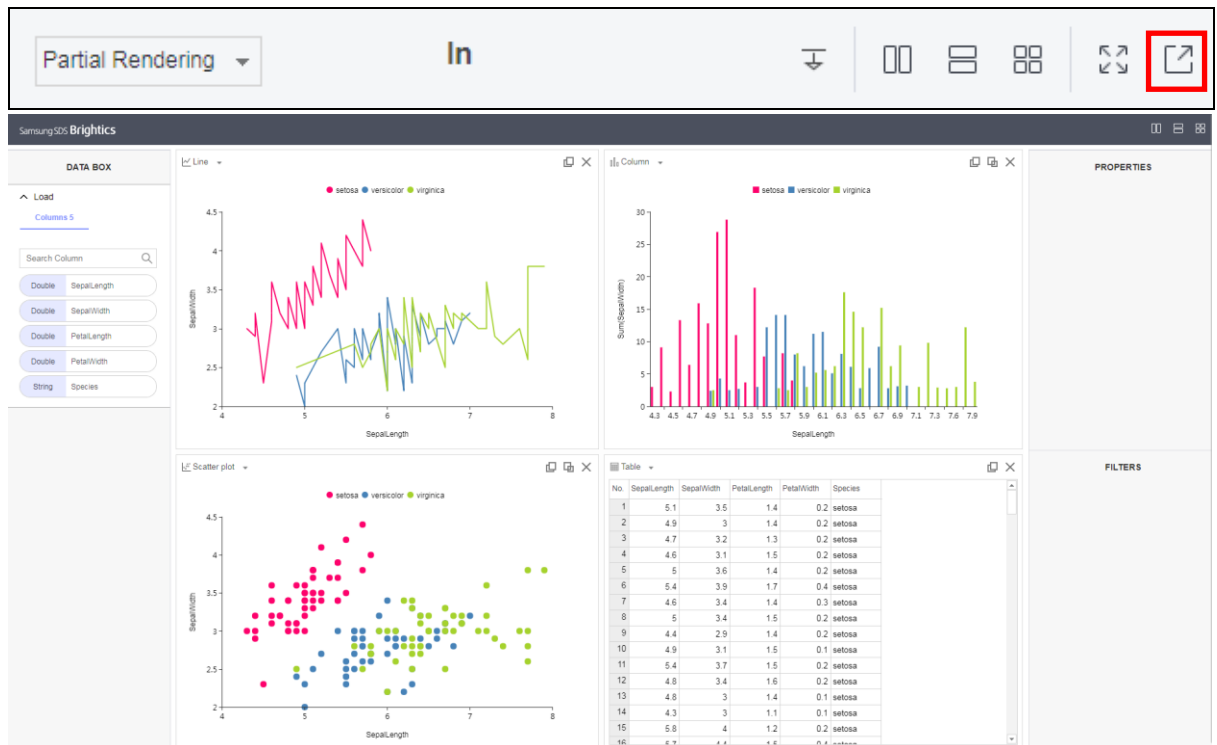 Partial Rendering In
Samsung SDS Brightics
DATA BOX
Load
Columns 5
Search Column
Double SepalLength
Double SepalWidth
Double PetalLength
Double PetalWidth
String Species
Line
setosa versicolor virginica
4.5
4
3.5
3
2.5
2
SepalWidth
4 5 6 7 8
SepalLength
Column
setosa versicolor virginica
30
25
20
15
10
5
0
Sum(SepalWidth)
4.3 4.5 4.7 4.9 5.1 5.3 5.5 5.7 5.9 6.1 6.3 6.5 6.7 6.9 7.1 7.3 7.6 7.9
SepalLength
PROPERTIES
Scatter plot
setosa versicolor virginica
4.5
4
3.5
3
2.5
2
SepalWidth
4 5 6 7 8
SepalLength
Table
No. SepalLength SepalWidth PetalLength PetalWidth Species
1 5.1 3.5 1.4 0.2 setosa
2 4.9 3 1.4 0.2 setosa
3 4.7 3.2 1.3 0.2 setosa
4 4.6 3.1 1.5 0.2 setosa
5 5 3.6 1.4 0.2 setosa
6 5.4 3.9 1.7 0.4 setosa
7 4.6 3.4 1.4 0.3 setosa
8 5 3.4 1.5 0.2 setosa
9 4.4 2.9 1.4 0.2 setosa
10 4.9 3.1 1.5 0.1 setosa
11 5.4 3.7 1.5 0.2 setosa
12 4.8 3.4 1.6 0.2 setosa
13 4.8 3 1.4 0.1 setosa
14 4.3 3 1.1 0.1 setosa
15 5.8 4 1.2 0.2 setosa
16
FILTERS